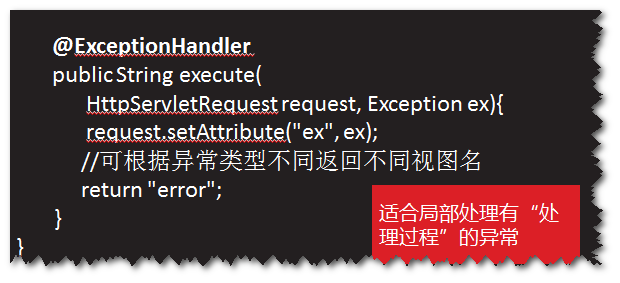 @ExceptionHandler
public String execute(
HttpServletRequest request, Exception ex){
request.setAttribute("ex", ex);
//可根据异常类型不同返回不同视图名
return "error";
}
}
适合局部处理有“处
理过程”的异常